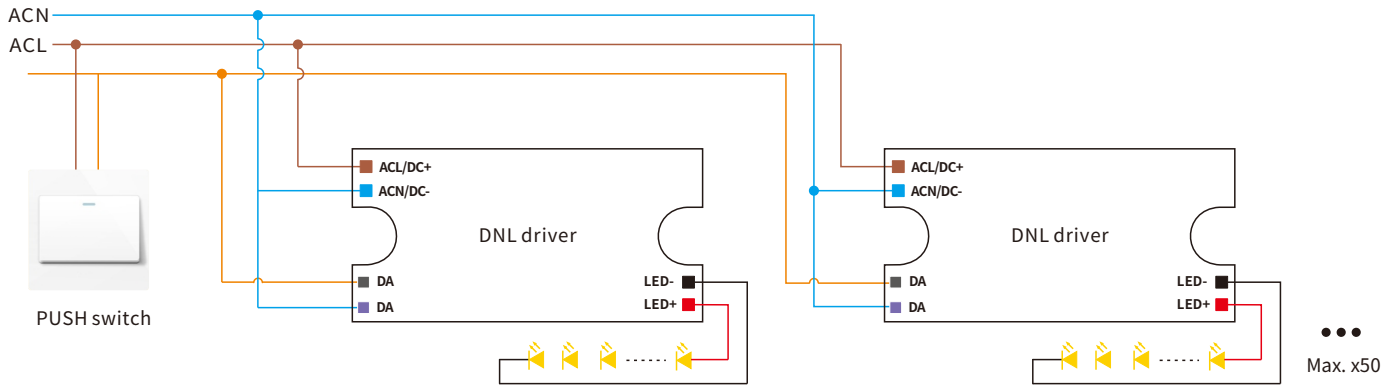 ACN
ACL
ACL/DC+
ACN/DC-
DNL driver
DA
DA
LED-
LED+
ACL/DC+
ACN/DC-
DNL driver
DA
DA
LED-
LED+
PUSH switch
Max. x50